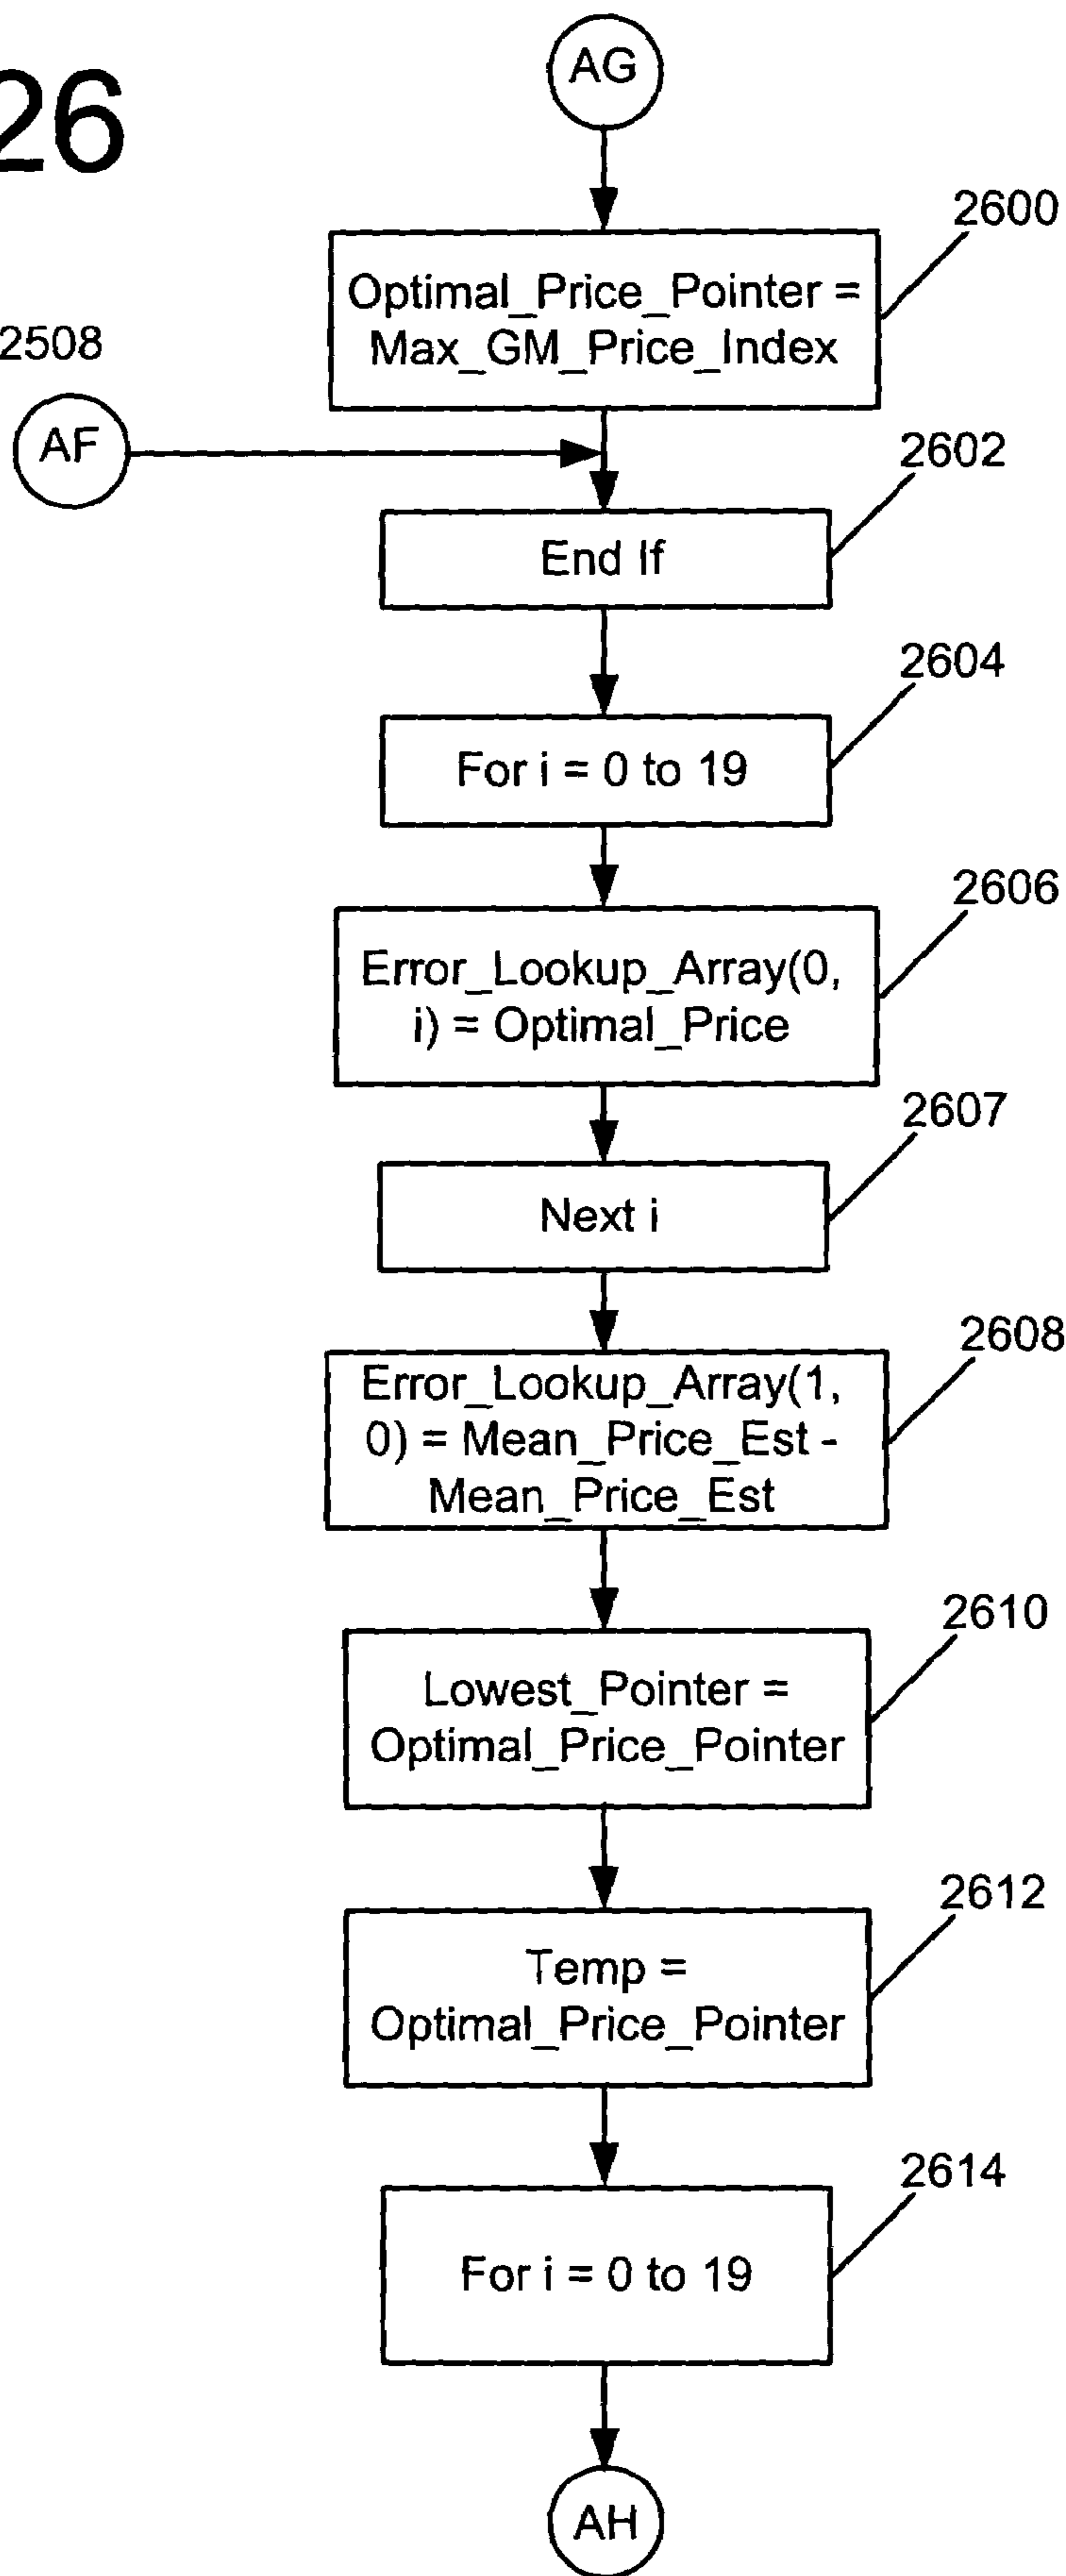 26
AG
2600
Optimal_Price_Pointer =
Max_GM_Price_Index
2508
AF
2602
End If
2604
For i = 0 to 19
2606
Error_Lookup_Array(0,
i) = Optimal_Price
2607
Next i
2608
Error_Lookup_Array(1,
0) = Mean_Price_Est -
Mean_Price_Est
2610
Lowest_Pointer =
Optimal_Price_Pointer
2612
Temp =
Optimal_Price_Pointer
2614
For i = 0 to 19
AH